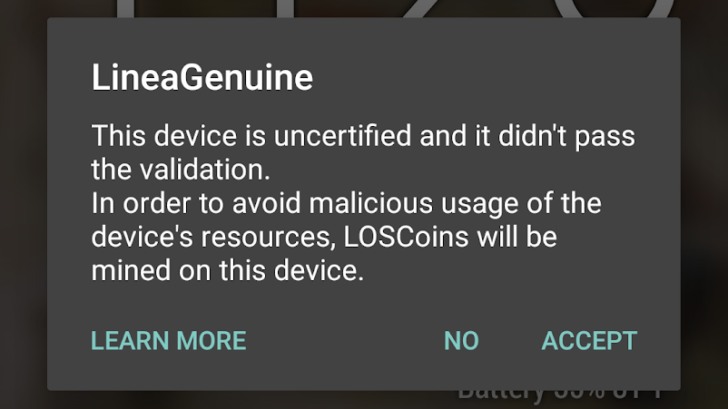 LineaGenuine
This device is uncertified and it didn't pass
the validation.
In order to avoid malicious usage of the
device's resources, LOSCoins will be
mined on this device.
LEARN MORE NO ACCEPT
Battery